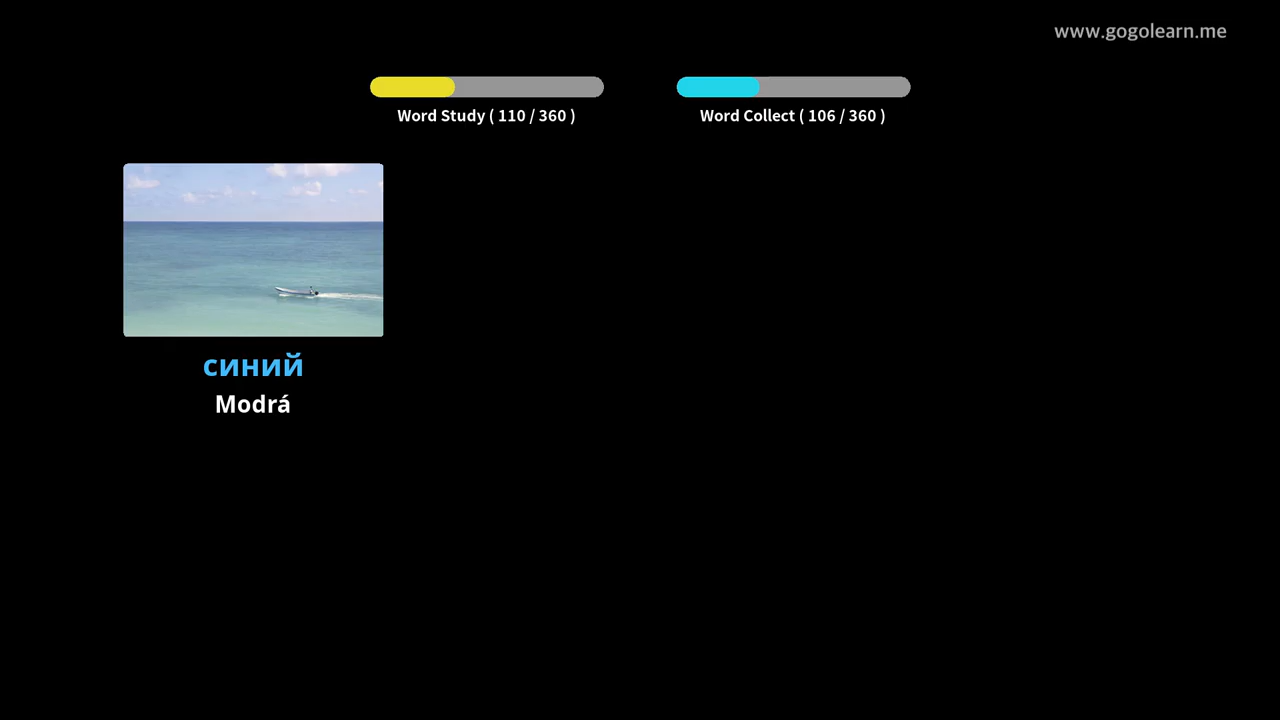 www.gogolearn.me
Word Study ( 110 / 360 )
Word Collect ( 106 / 360 )
синий
Modrá